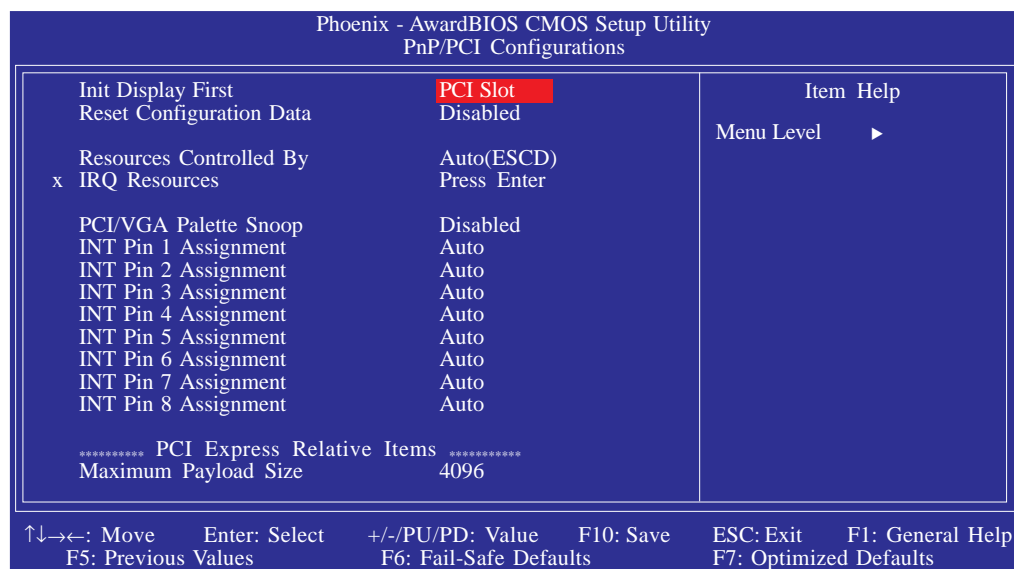 Phoenix - AwardBIOS CMOS Setup Utility
PnP/PCI Configurations
Init Display First PCI Slot
Reset Configuration Data Disabled
Resources Controlled By Auto(ESCD)
x IRQ Resources Press Enter
PCI/VGA Palette Snoop Disabled
INT Pin 1 Assignment Auto
INT Pin 2 Assignment Auto
INT Pin 3 Assignment Auto
INT Pin 4 Assignment Auto
INT Pin 5 Assignment Auto
INT Pin 6 Assignment Auto
INT Pin 7 Assignment Auto
INT Pin 8 Assignment Auto
********** PCI Express Relative Items ***********
Maximum Payload Size 4096
Item Help
Menu Level ▶
↑↓→←: Move Enter: Select +/-/PU/PD: Value F10: Save ESC: Exit F1: General Help
F5: Previous Values F6: Fail-Safe Defaults F7: Optimized Defaults